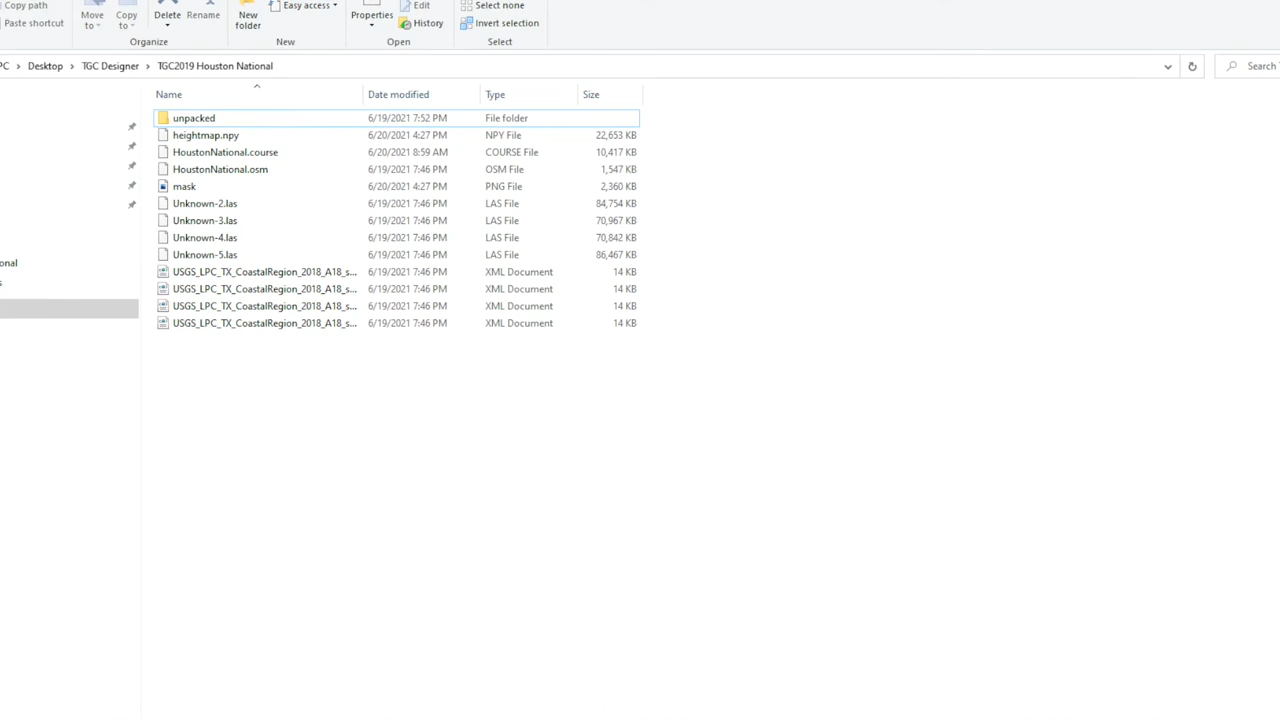 Copy path
Paste shortcut
Move to
Copy to
Delete
Rename
New folder
Easy access
Properties
Edit
History
Select none
Invert selection
Organize
New
Open
Select
PC > Desktop > TGC Designer > TGC2019 Houston National
Search
Name Date modified Type Size
unpacked 6/19/2021 7:52 PM File folder
heightmap.npy 6/20/2021 4:27 PM NPY File 22,653 KB
HoustonNational.course 6/20/2021 8:59 AM COURSE File 10,417 KB
HoustonNational.osm 6/19/2021 7:46 PM OSM File 1,547 KB
mask 6/20/2021 4:27 PM PNG File 2,360 KB
Unknown-2.las 6/19/2021 7:46 PM LAS File 84,754 KB
Unknown-3.las 6/19/2021 7:46 PM LAS File 70,967 KB
Unknown-4.las 6/19/2021 7:46 PM LAS File 70,842 KB
Unknown-5.las 6/19/2021 7:46 PM LAS File 86,467 KB
onal
s
USGS_LPC_TX_CoastalRegion_2018_A18_s... 6/19/2021 7:46 PM XML Document 14 KB
USGS_LPC_TX_CoastalRegion_2018_A18_s... 6/19/2021 7:46 PM XML Document 14 KB
USGS_LPC_TX_CoastalRegion_2018_A18_s... 6/19/2021 7:46 PM XML Document 14 KB
USGS_LPC_TX_CoastalRegion_2018_A18_s... 6/19/2021 7:46 PM XML Document 14 KB